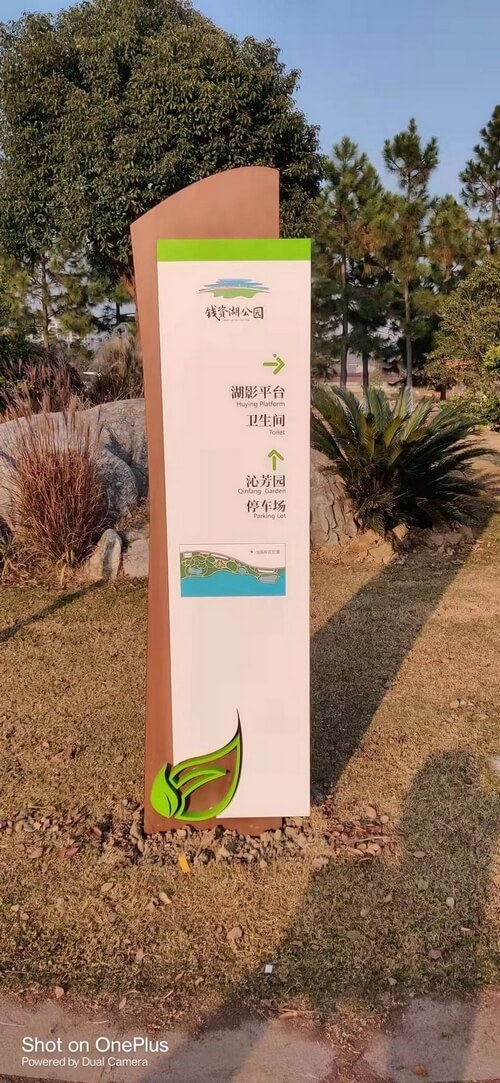 钱资湖公园
湖影平台
Huying Platform
卫生间
Toilet
沁芳园
Qinfang Garden
停车场
Parking Lot
Shot on OnePlus
Powered by Dual Camera